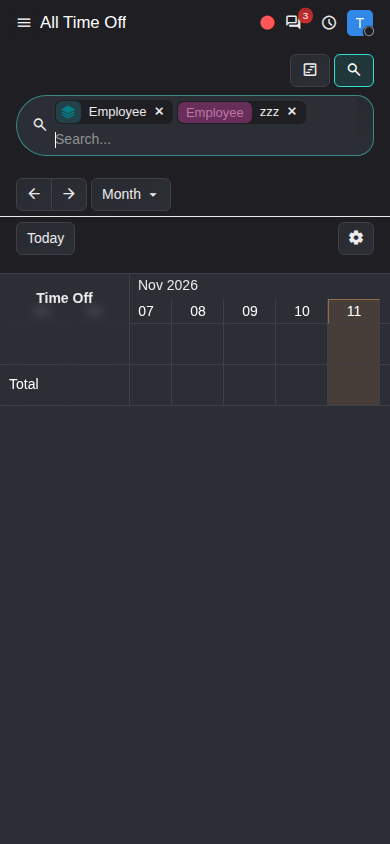 All Time Off
3
T
Employee ×
Employee zzz ×
Search...
Month
Today
Nov 2026
Time Off
07 08 09 10 11
Total